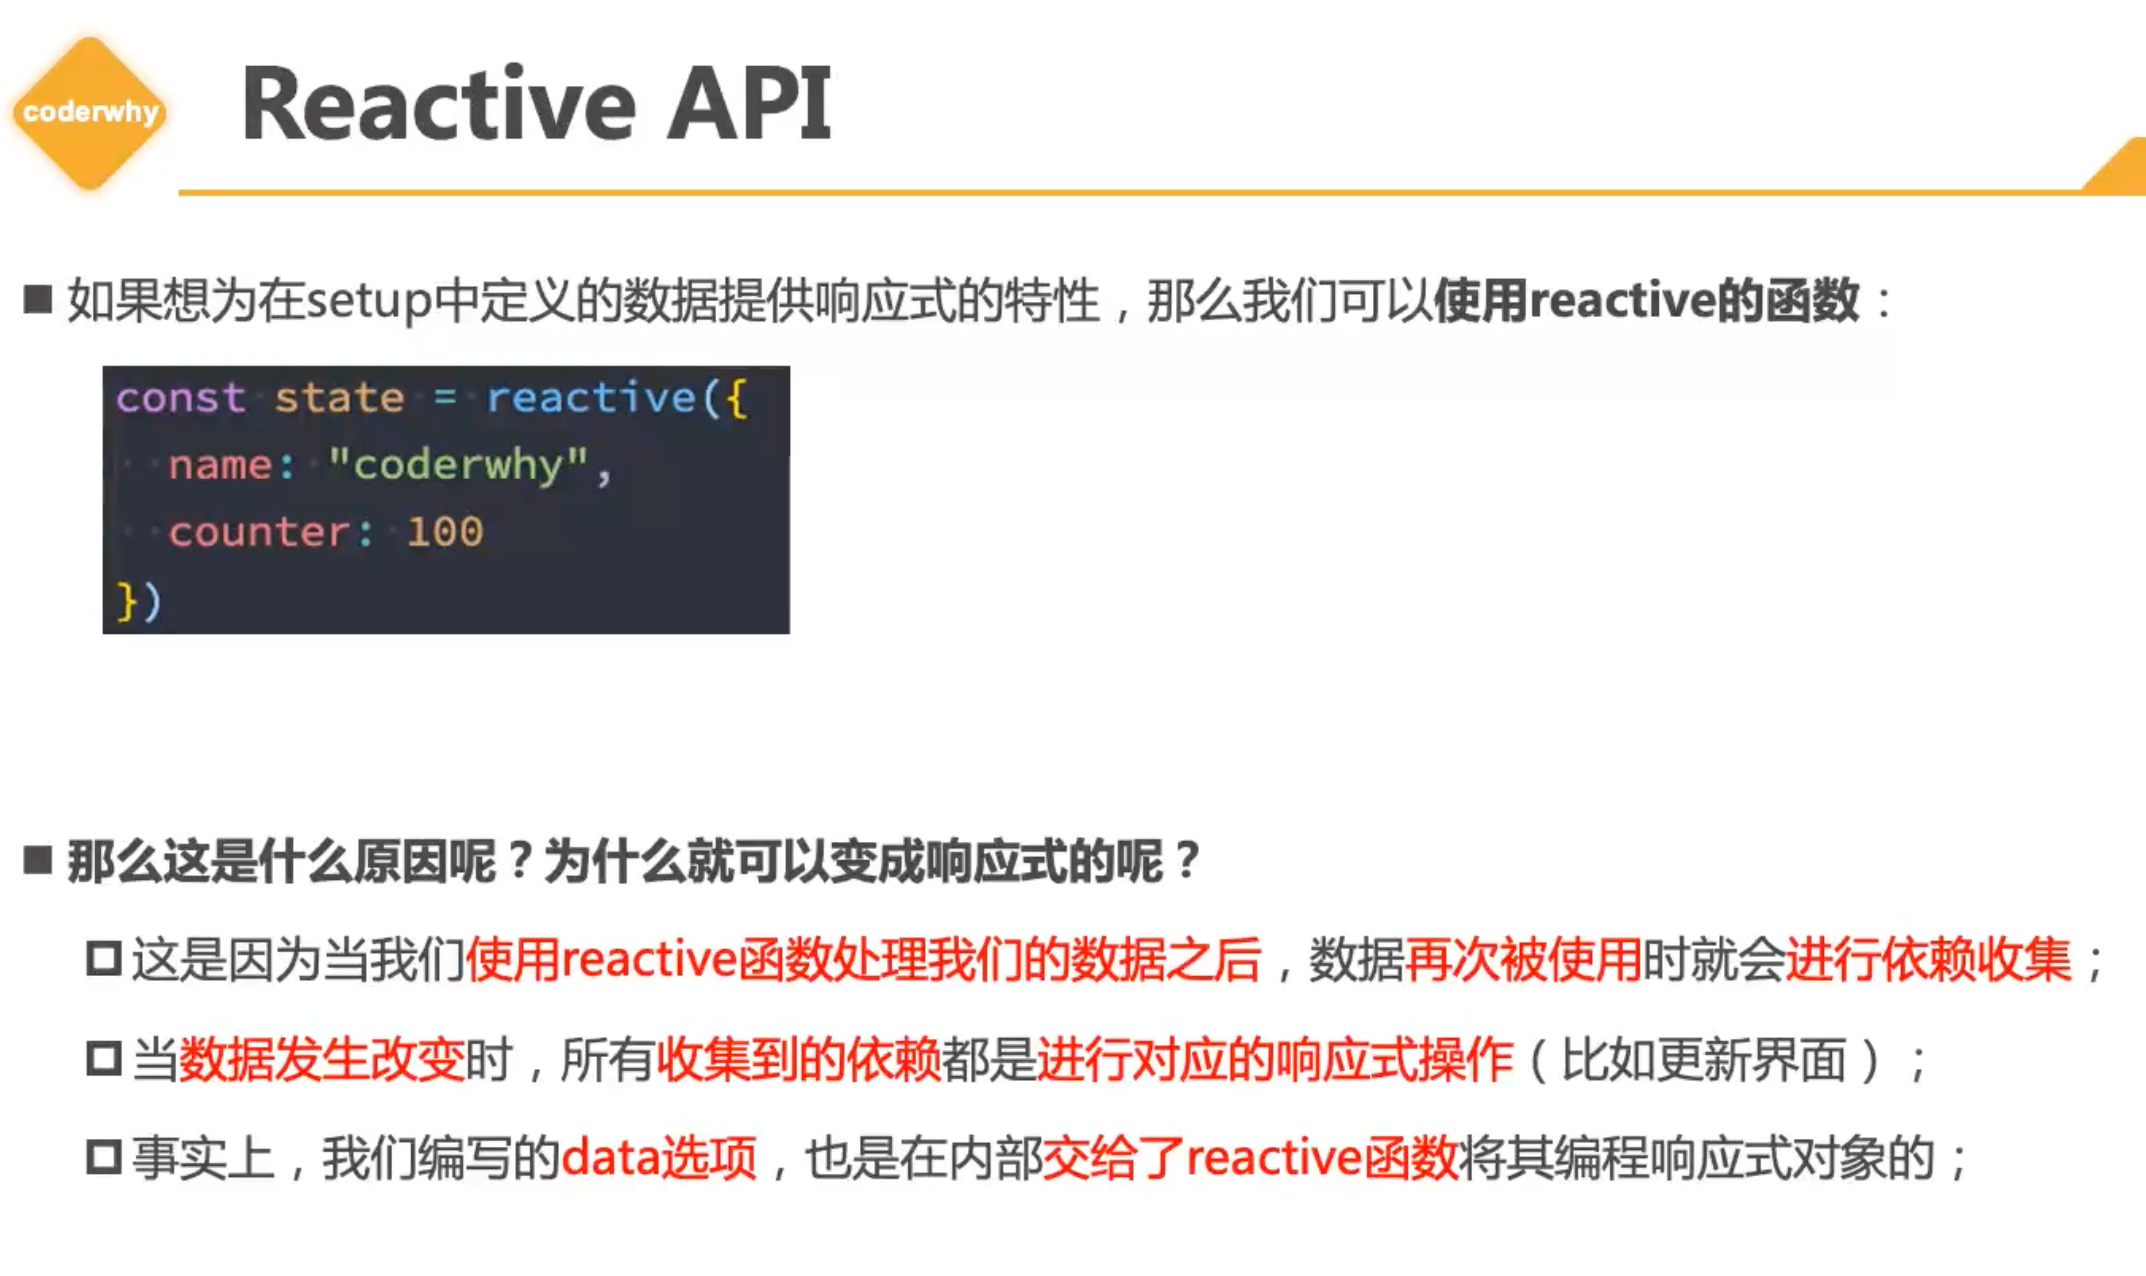 coderwhy
Reactive API
如果想为在setup中定义的数据提供响应式的特性，那么我们可以使用reactive的函数：
const state = reactive({
  name: "coderwhy",
  counter: 100
})
那么这是什么原因呢？为什么就可以变成响应式的呢？
这是因为当我们使用reactive函数处理我们的数据之后，数据再次被使用时就会进行依赖收集；
当数据发生改变时，所有收集到的依赖都是进行对应的响应式操作（比如更新界面）；
事实上，我们编写的data选项，也是在内部交给了reactive函数将其编程响应式对象的；